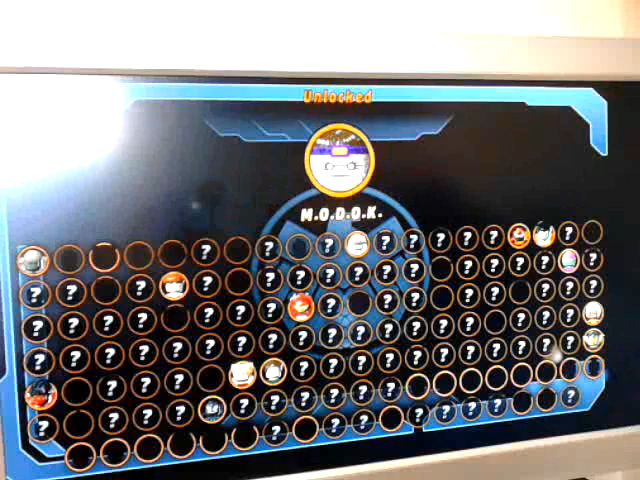 Unlocked
M.O.D.O.K.
? ? ? ? ? ? ? ? ?
? ? ? ? ? ? ? ? ? ? ? ?
? ? ? ? ? ? ? ? ? ? ? ? ? ?
? ? ? ? ? ? ? ? ? ? ? ? ? ? ?
? ? ? ? ? ? ? ? ? ? ? ? ? ?
? ? ? ? ? ? ? ? ?
? ? ? ? ? ? ? ? ?